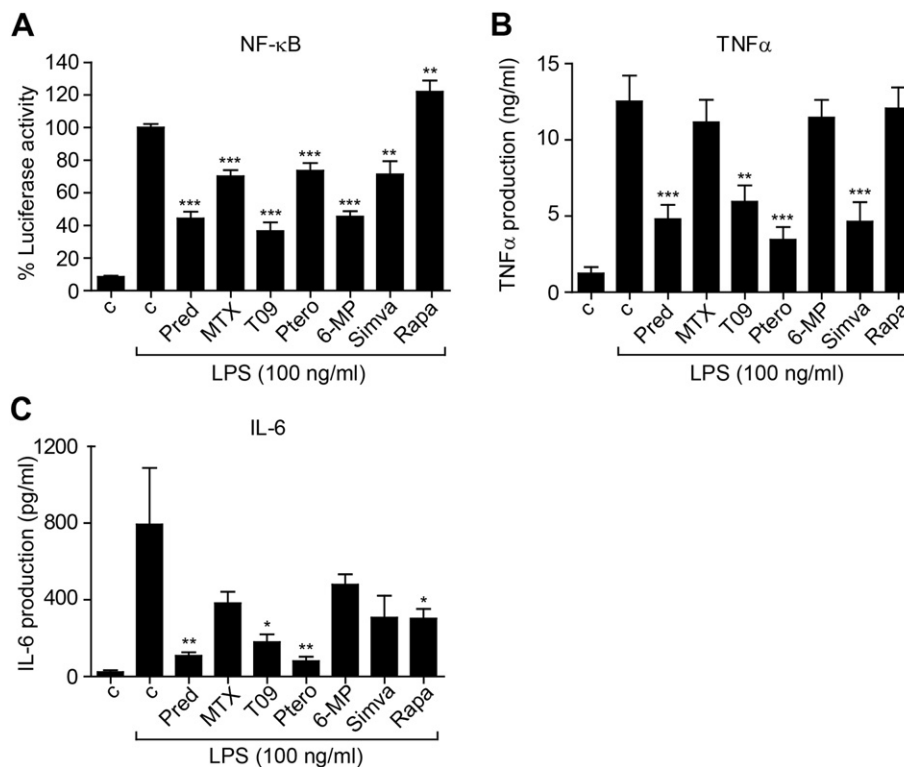 A
NF-κB
% Luciferase activity
140
120
100
80
60
40
20
0
**
***
***
***
***
***
**
c
c
Pred
MTX
T09
Ptero
6-MP
Simva
Rapa
LPS (100 ng/ml)
B
TNFα
TNFα production (ng/ml)
15
10
5
0
***
**
***
***
c
c
Pred
MTX
T09
Ptero
6-MP
Simva
Rapa
LPS (100 ng/ml)
C
IL-6
IL-6 production (pg/ml)
1200
800
400
0
**
*
**
*
c
c
Pred
MTX
T09
Ptero
6-MP
Simva
Rapa
LPS (100 ng/ml)